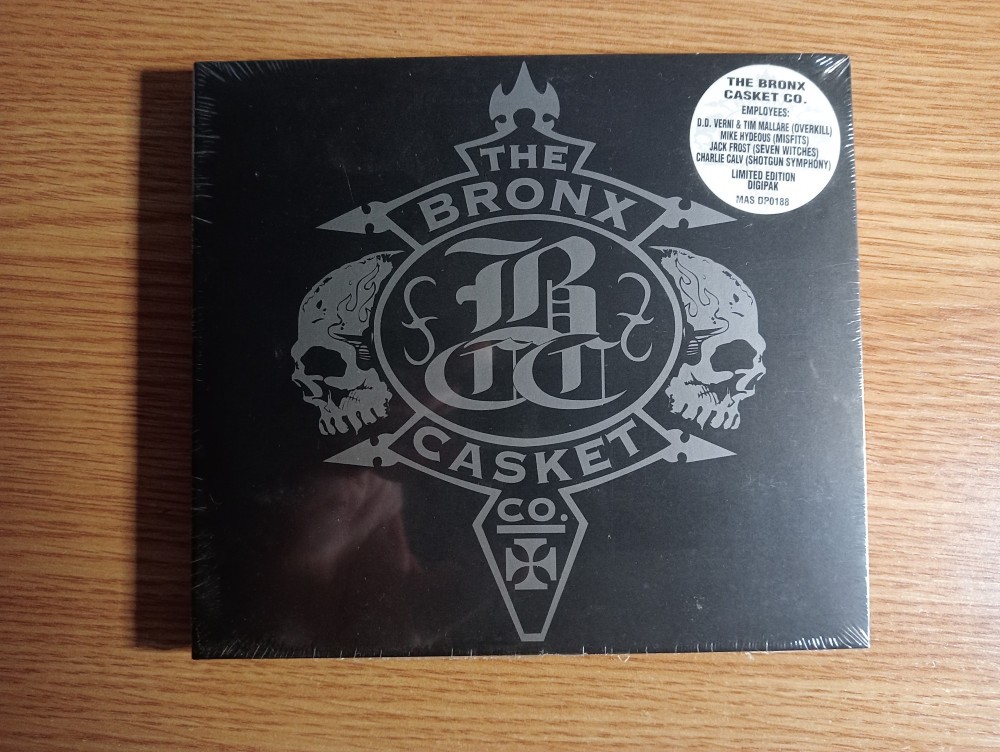 THE
BRONX
B
CC
CASKET
CO.
THE BRONX
CASKET CO.
EMPLOYEES:
D.D. VERNI & TIM MALLARE (OVERKILL)
MIKE HYDEOUS (MISFITS)
JACK FROST (SEVEN WITCHES)
CHARLIE CALV (SHOTGUN SYMPHONY)
LIMITED EDITION
DIGIPAK
MAS DP0188